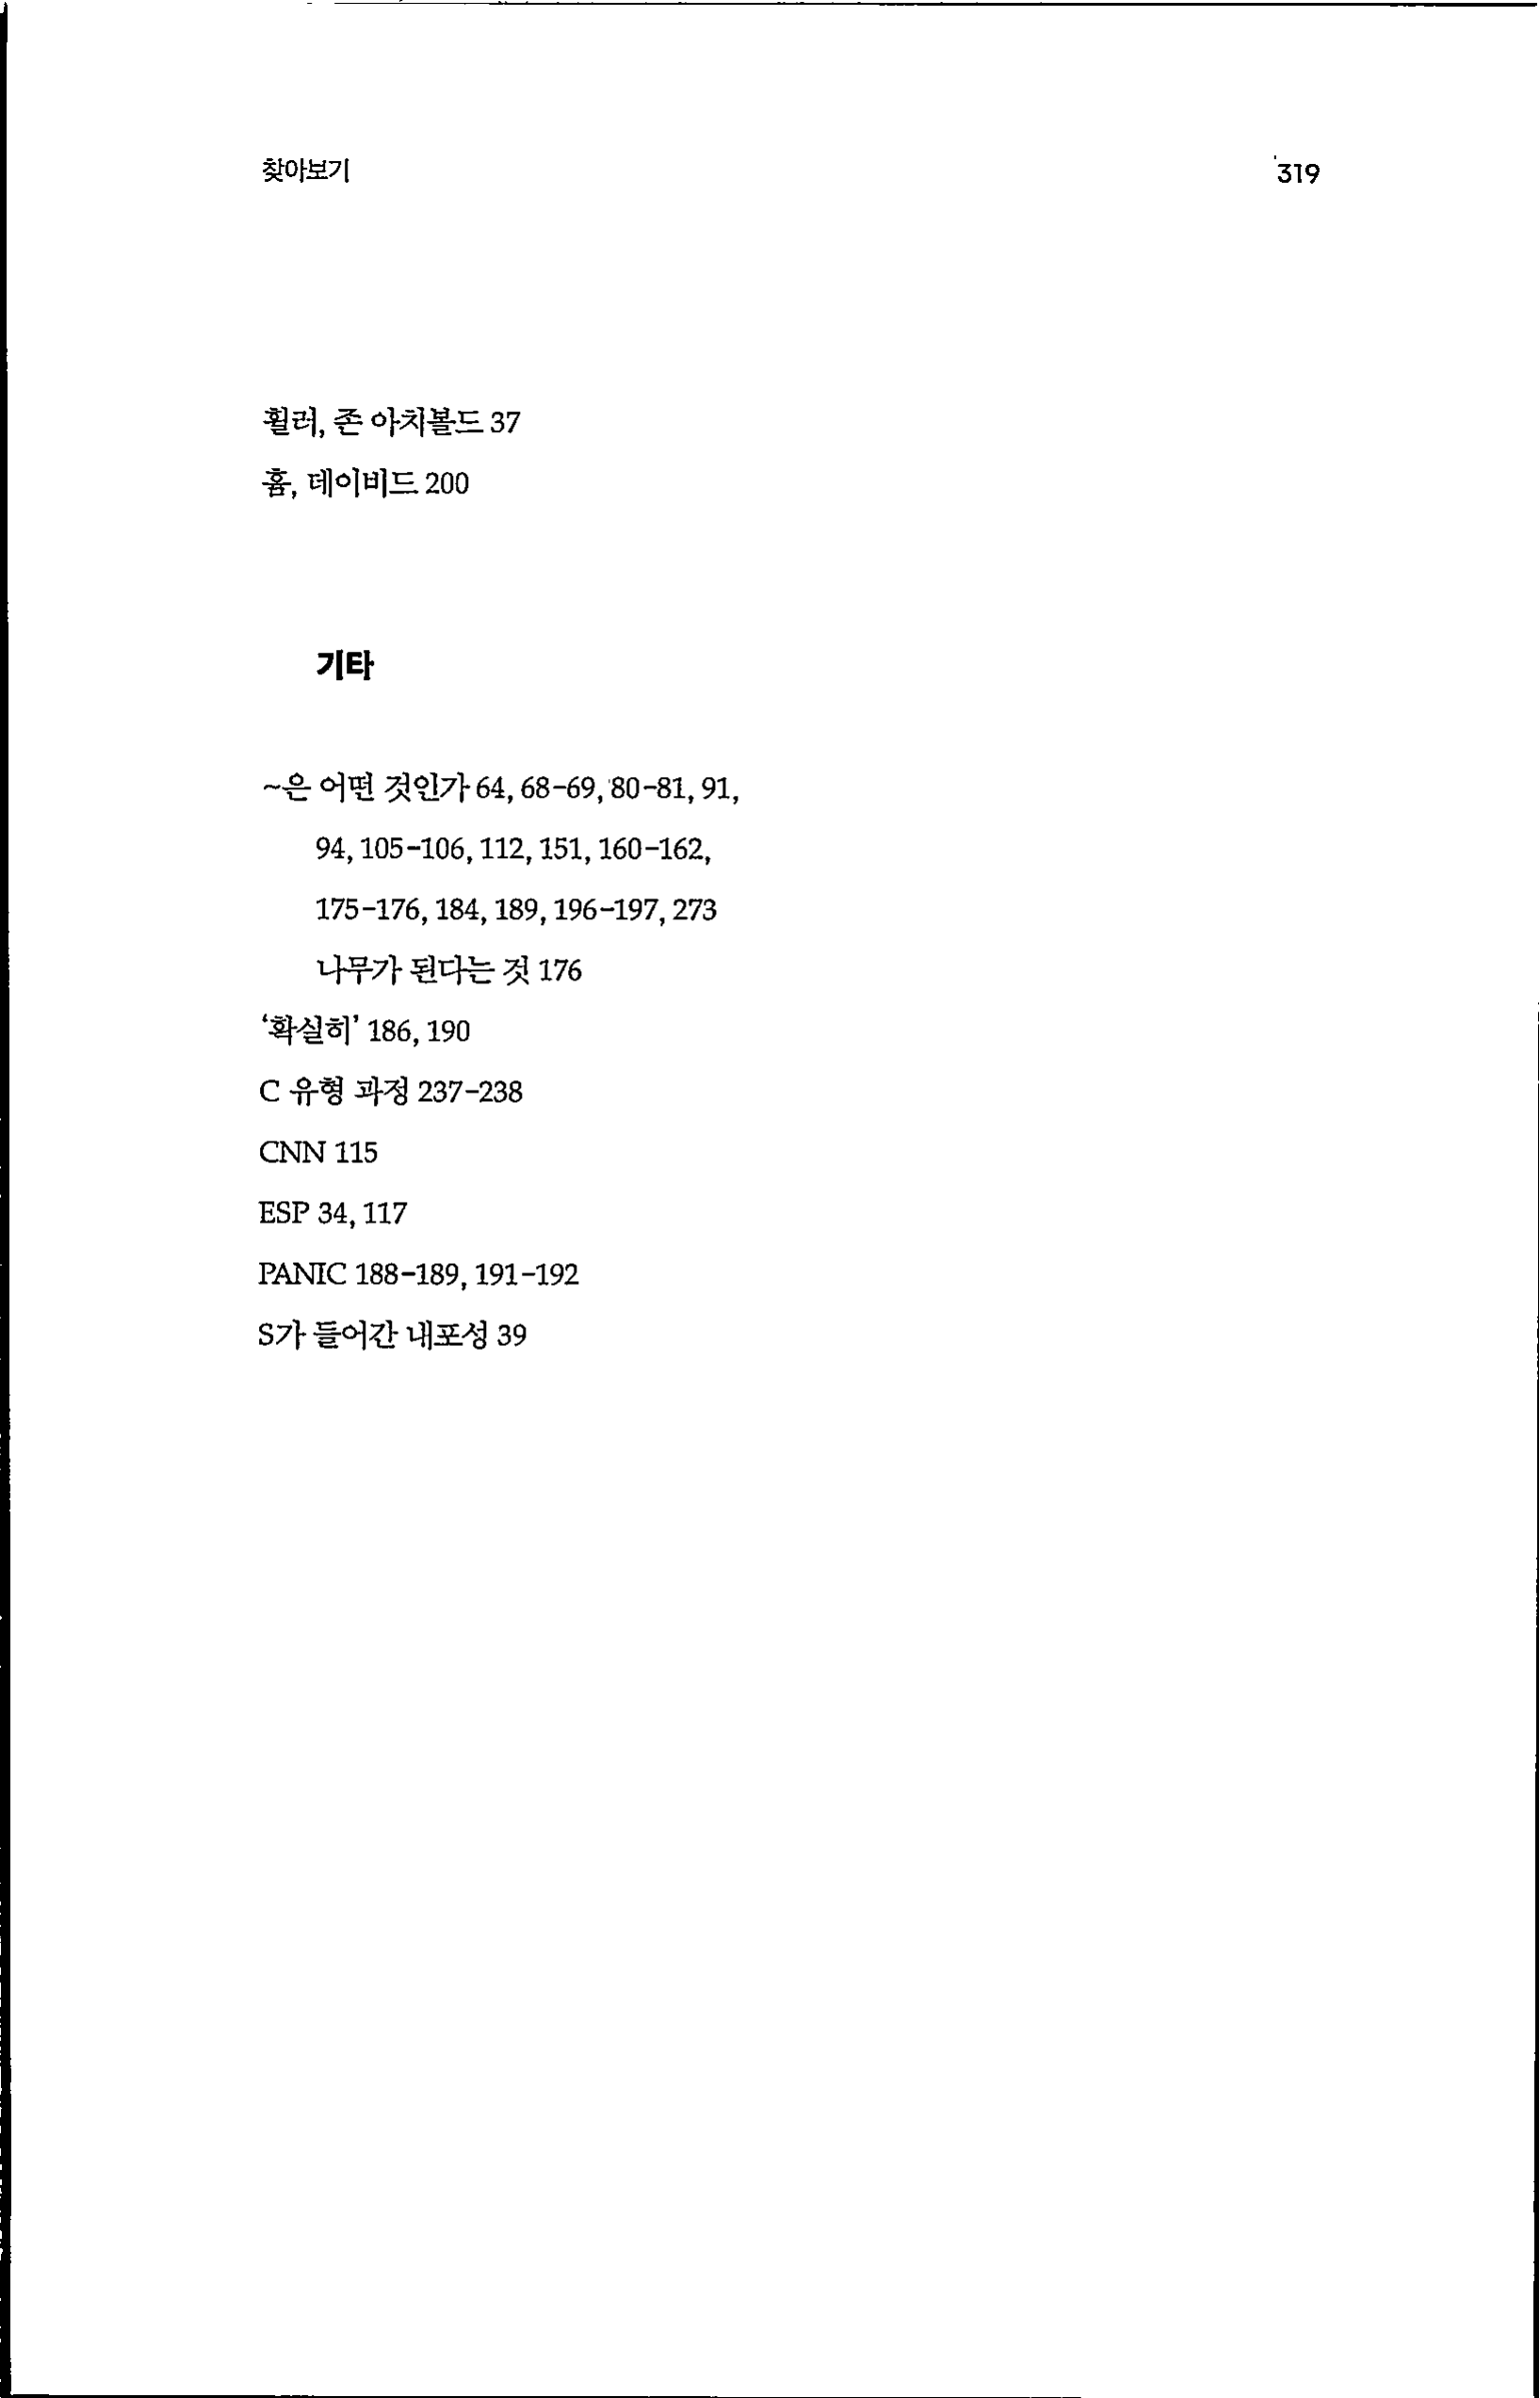 찾아보기 319
휠러, 존 아치볼드 37
흄, 데이비드 200
기타
~은 어떤 것인가 64, 68-69, 80-81, 91,
94, 105-106, 112, 151, 160-162,
175-176, 184, 189, 196-197, 273
나무가 된다는 것 176
‘확실히’ 186, 190
C 유형 과정 237-238
CNN 115
ESP 34, 117
PANIC 188-189, 191-192
S가 들어간 내포성 39